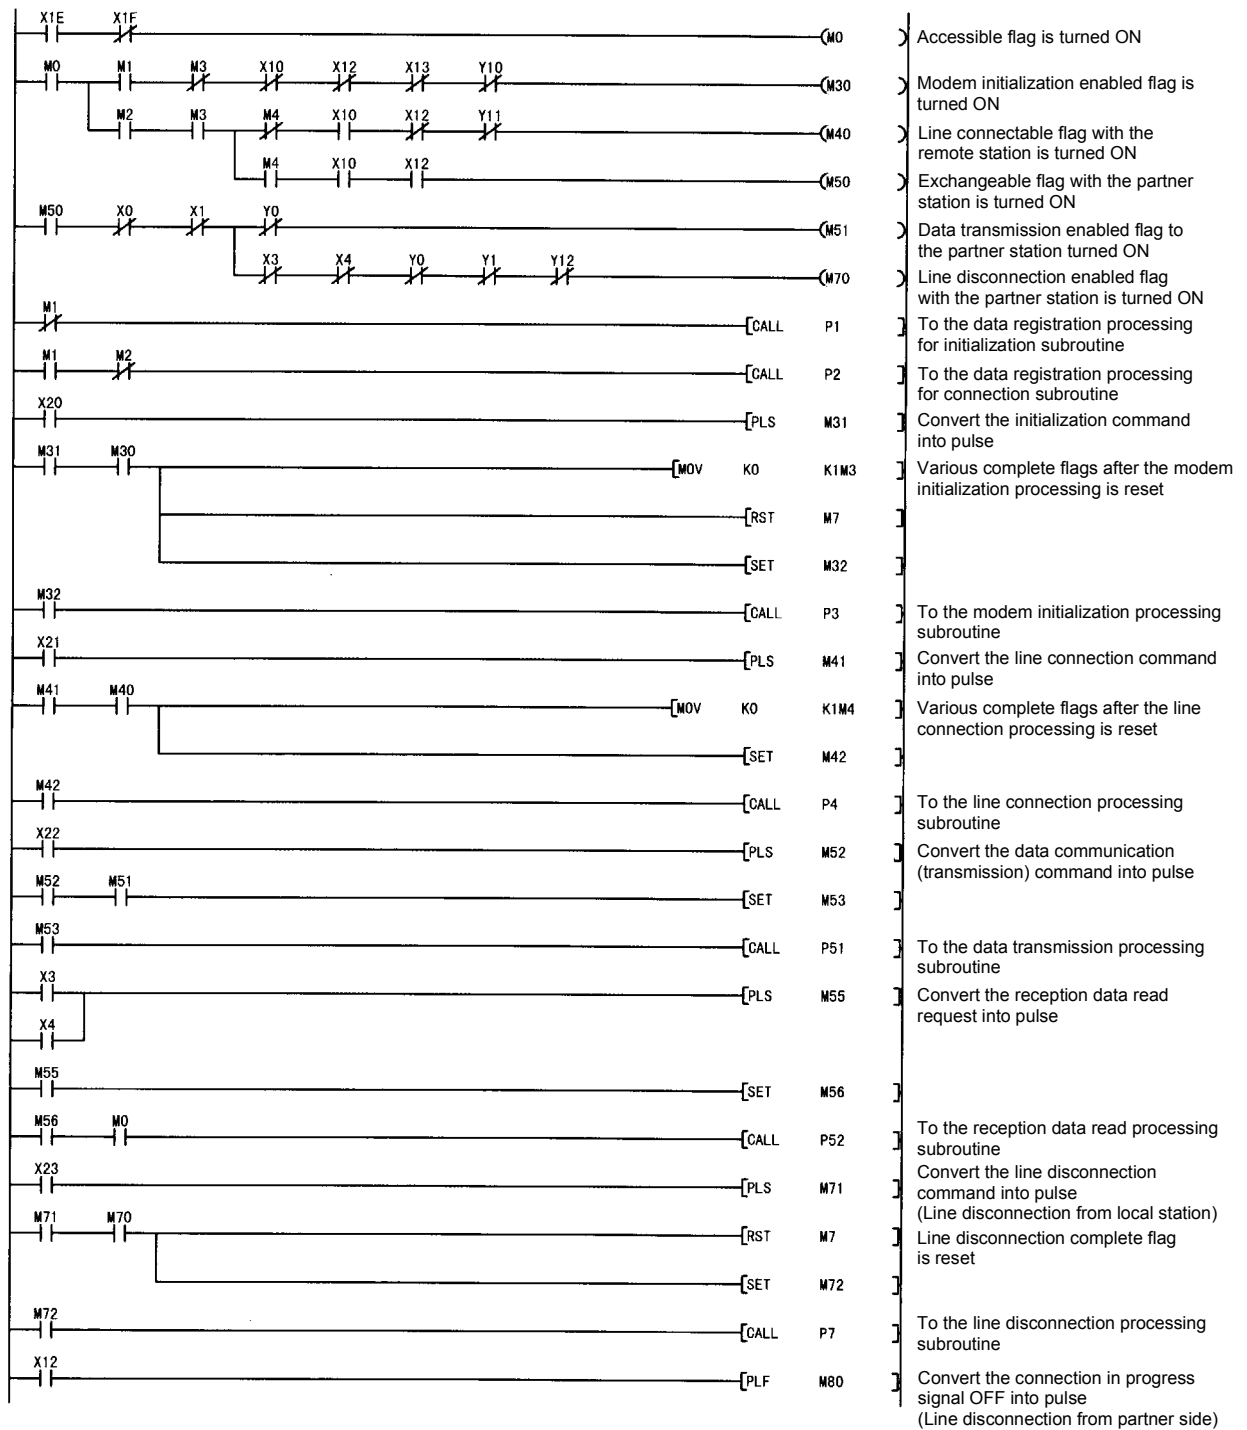 X1E X1F
M0 Accessible flag is turned ON
M0 M1 M3 X10 X12 X13 Y10
M30 Modem initialization enabled flag is
turned ON
M2 M3 M4 X10 X12 Y11
M40 Line connectable flag with the
remote station is turned ON
M4 X10 X12
M50 Exchangeable flag with the partner
station is turned ON
M50 X0 X1 Y0
M51 Data transmission enabled flag to
the partner station turned ON
X3 X4 Y0 Y1 Y12
M70 Line disconnection enabled flag
with the partner station is turned ON
M1
CALL P1 To the data registration processing
for initialization subroutine
M1 M2
CALL P2 To the data registration processing
for connection subroutine
X20
PLS M31 Convert the initialization command
into pulse
M31 M30
MOV K0 K1M3 Various complete flags after the modem
initialization processing is reset
RST M7
SET M32
M32
CALL P3 To the modem initialization processing
subroutine
X21
PLS M41 Convert the line connection command
into pulse
M41 M40
MOV K0 K1M4 Various complete flags after the line
connection processing is reset
SET M42
M42
CALL P4 To the line connection processing
subroutine
X22
PLS M52 Convert the data communication
(transmission) command into pulse
M52 M51
SET M53
M53
CALL P51 To the data transmission processing
subroutine
X3
PLS M55 Convert the reception data read
request into pulse
X4
M55
SET M56
M56 M0
CALL P52 To the reception data read processing
subroutine
X23
PLS M71 Convert the line disconnection
command into pulse
(Line disconnection from local station)
M71 M70
RST M7 Line disconnection complete flag
is reset
SET M72
M72
CALL P7 To the line disconnection processing
subroutine
X12
PLF M80 Convert the connection in progress
signal OFF into pulse
(Line disconnection from partner side)